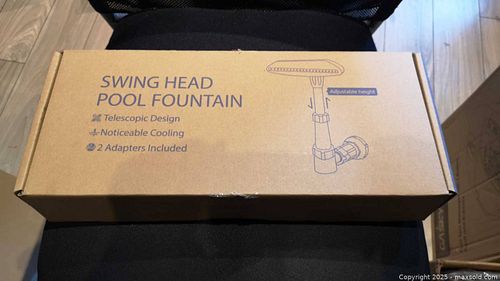 SWING HEAD
POOL FOUNTAIN
Telescopic Design
Noticeable Cooling
2 Adapters Included
Adjustable height
Copyright 2025 - maxsold.com